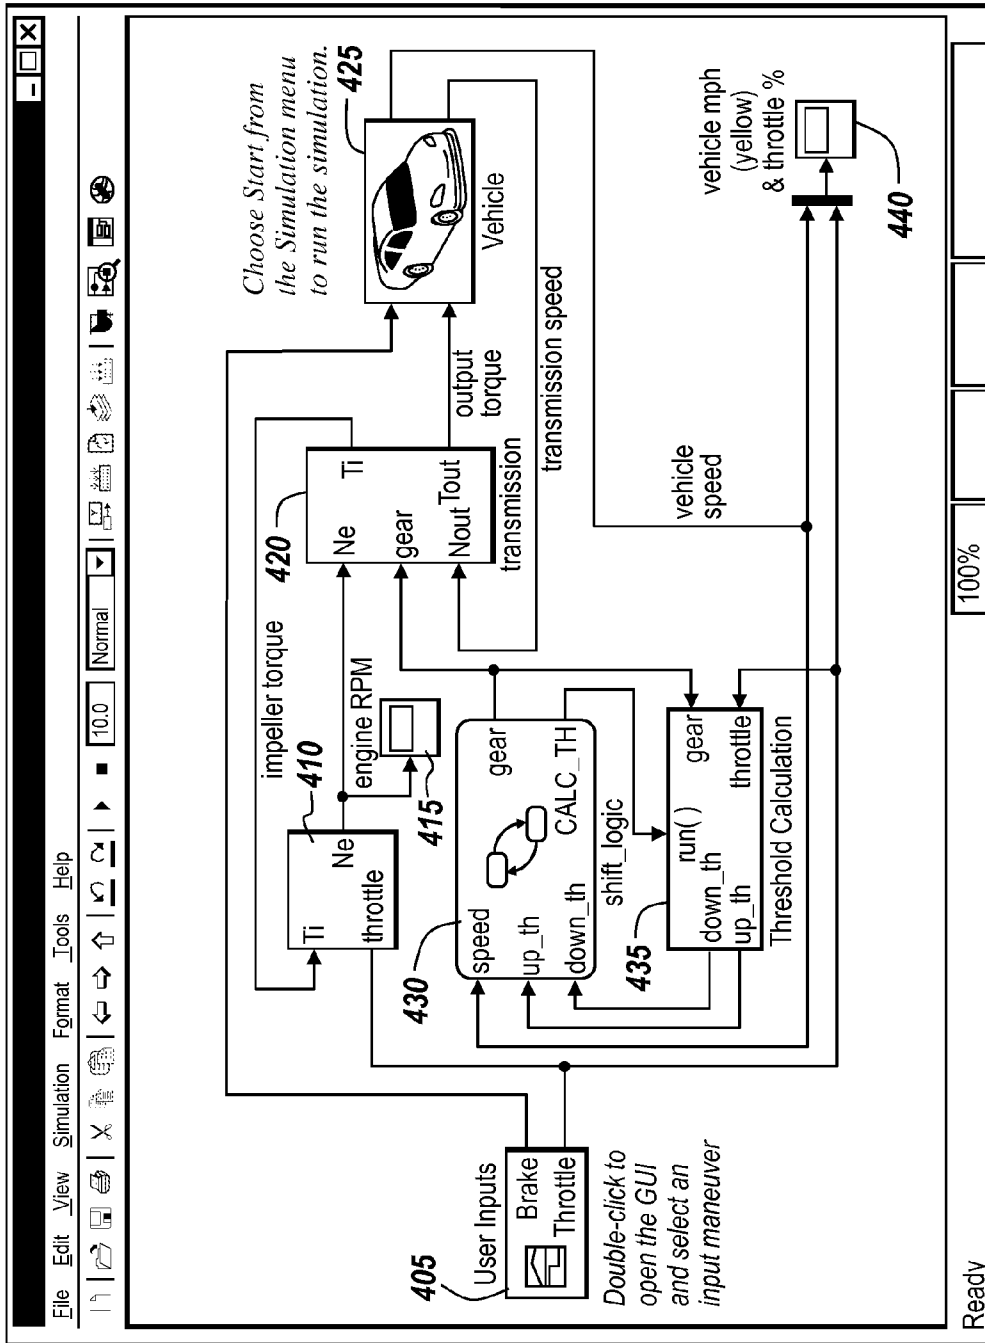 File Edit View Simulation Format Tools Help
10.0 Normal
Choose Start from
the Simulation menu
to run the simulation.
425
impeller torque
410
Ti
Ne
throttle
engine RPM
415
420
Ne
Ti
gear
Nout
Tout
transmission
output
torque
Vehicle
transmission speed
User Inputs
405
Brake
Throttle
Double-click to
open the GUI
and select an
input maneuver
430
speed
up_th
down_th
gear
CALC_TH
shift_logic
435
run()
down_th
up_th
gear
throttle
Threshold Calculation
vehicle
speed
vehicle mph
(yellow)
& throttle %
440
Ready
100%